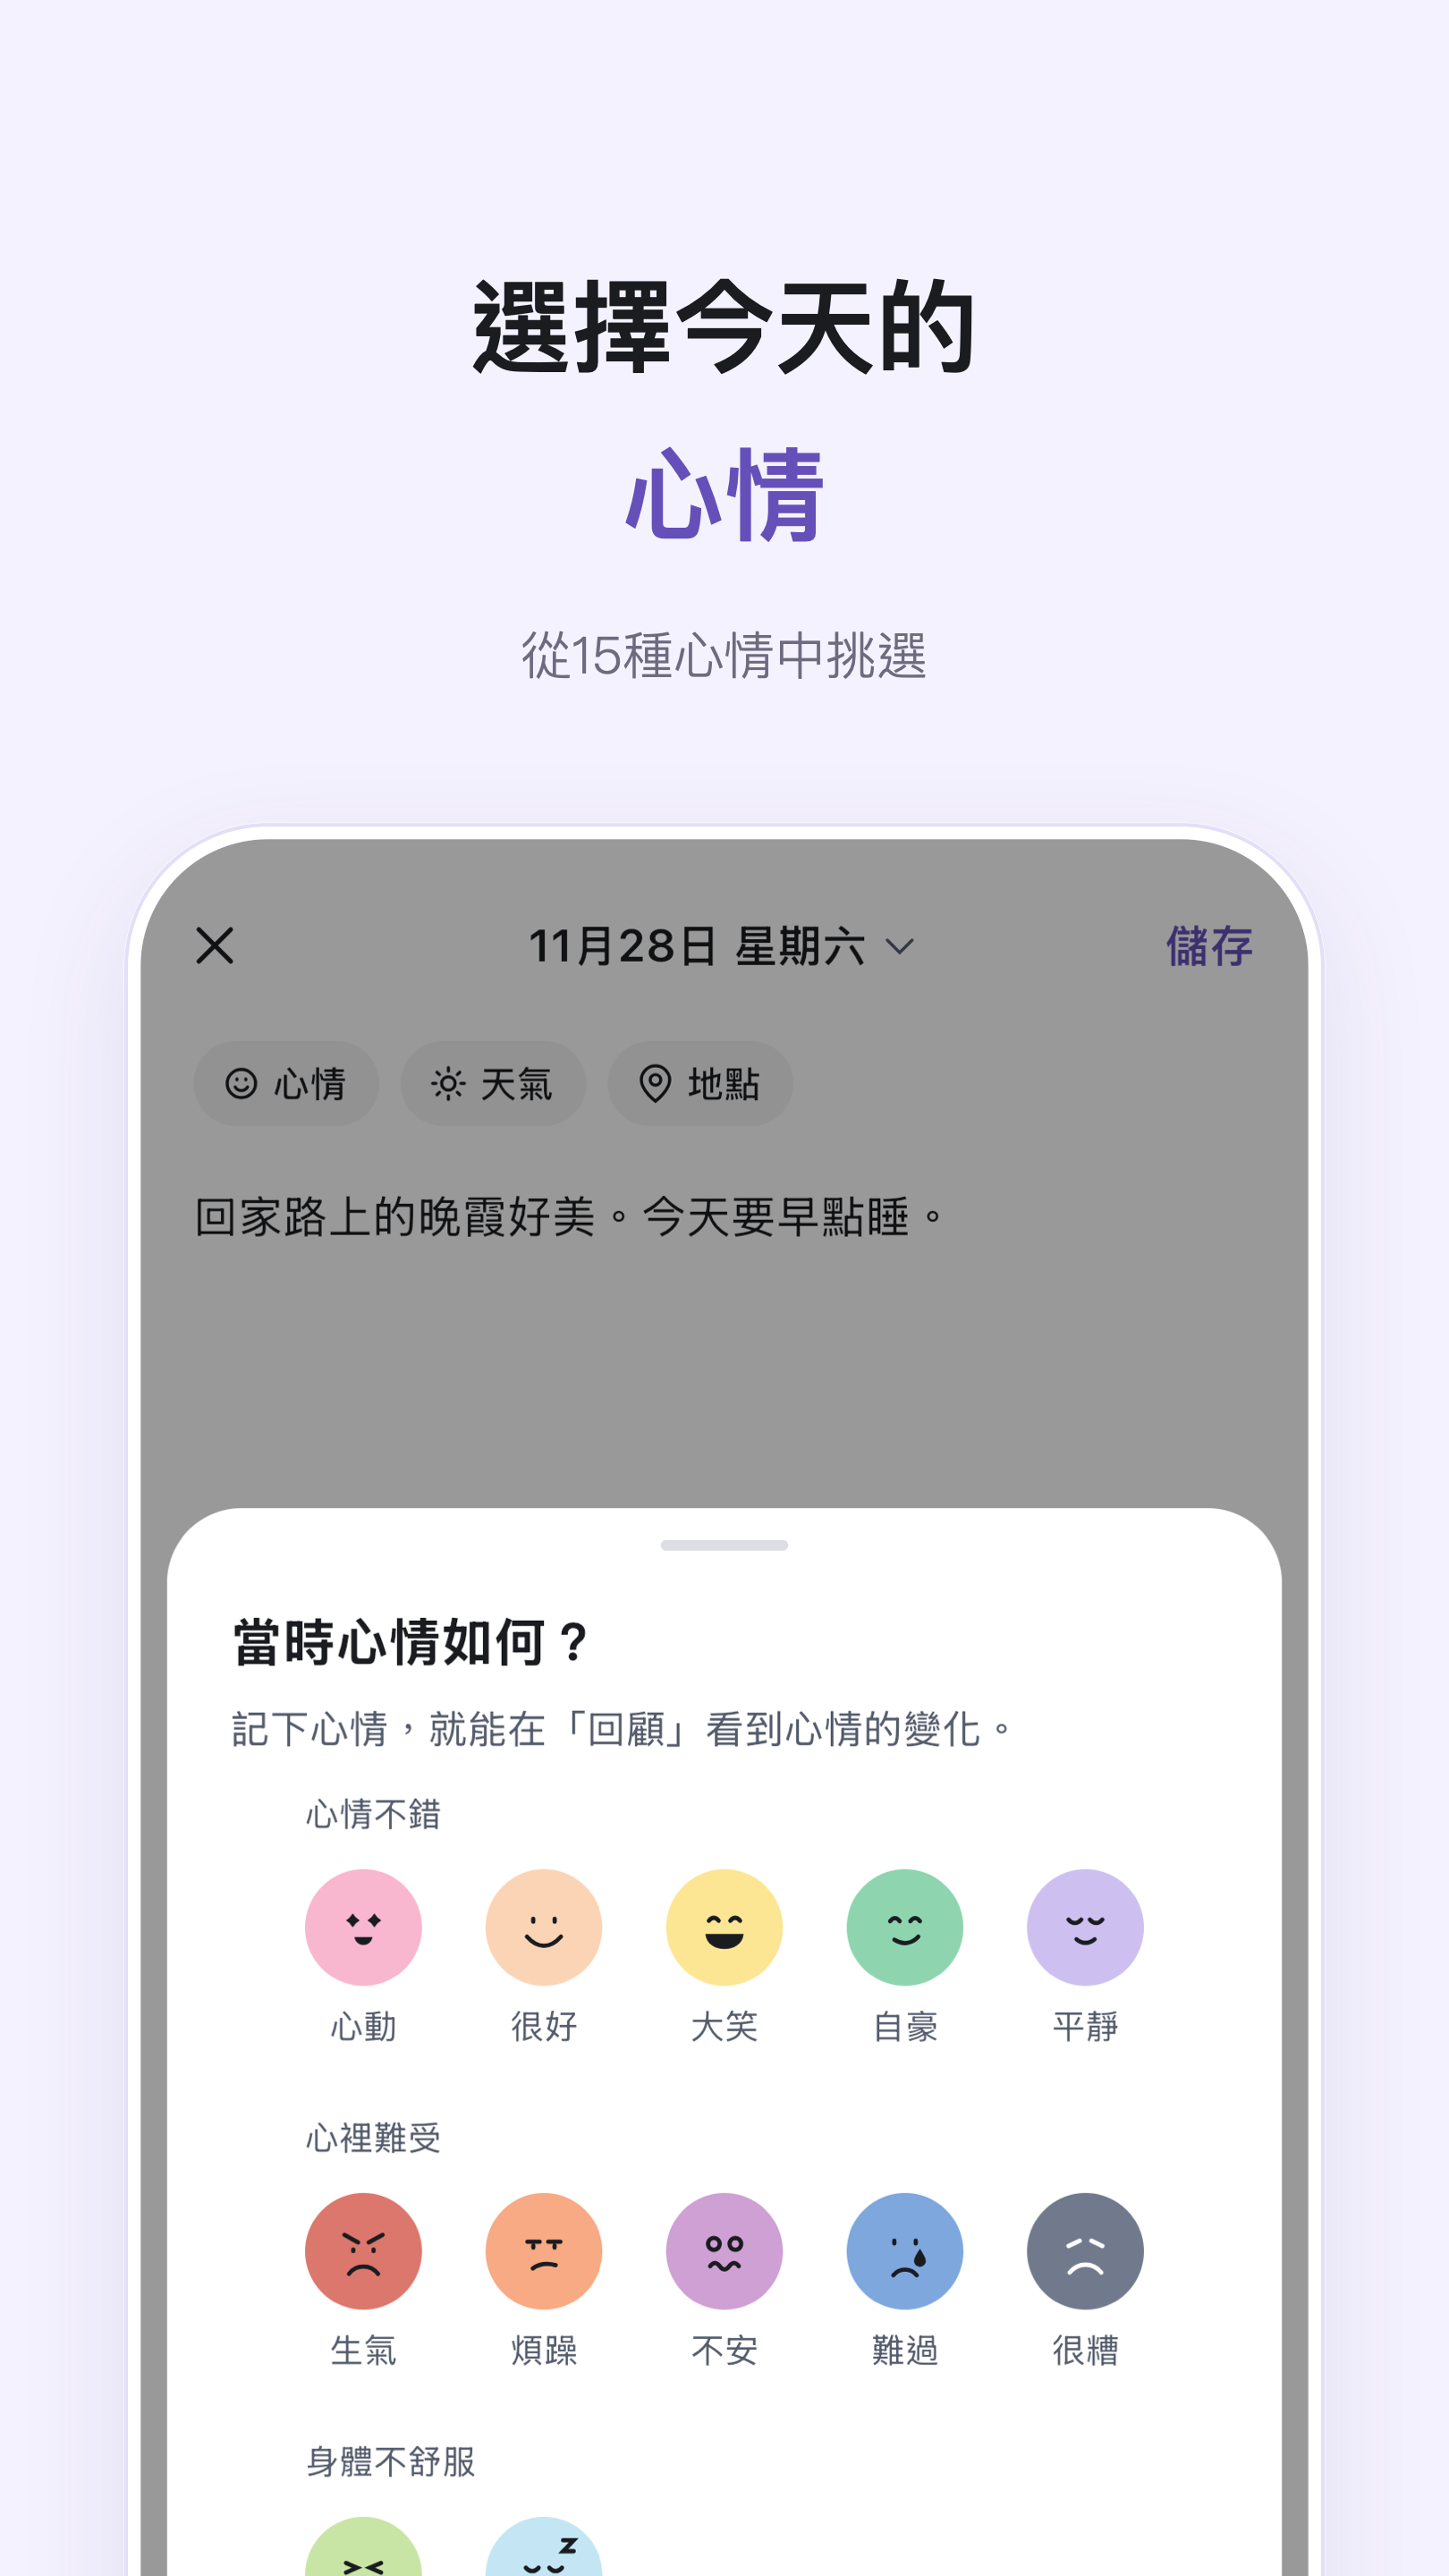 選擇今天的
心情
從15種心情中挑選
11月28日 星期六
儲存
心情
天氣
地點
回家路上的晚霞好美。今天要早點睡。
當時心情如何？
記下心情，就能在「回顧」看到心情的變化。
心情不錯
心動
很好
大笑
自豪
平靜
心裡難受
生氣
煩躁
不安
難過
很糟
身體不舒服
z